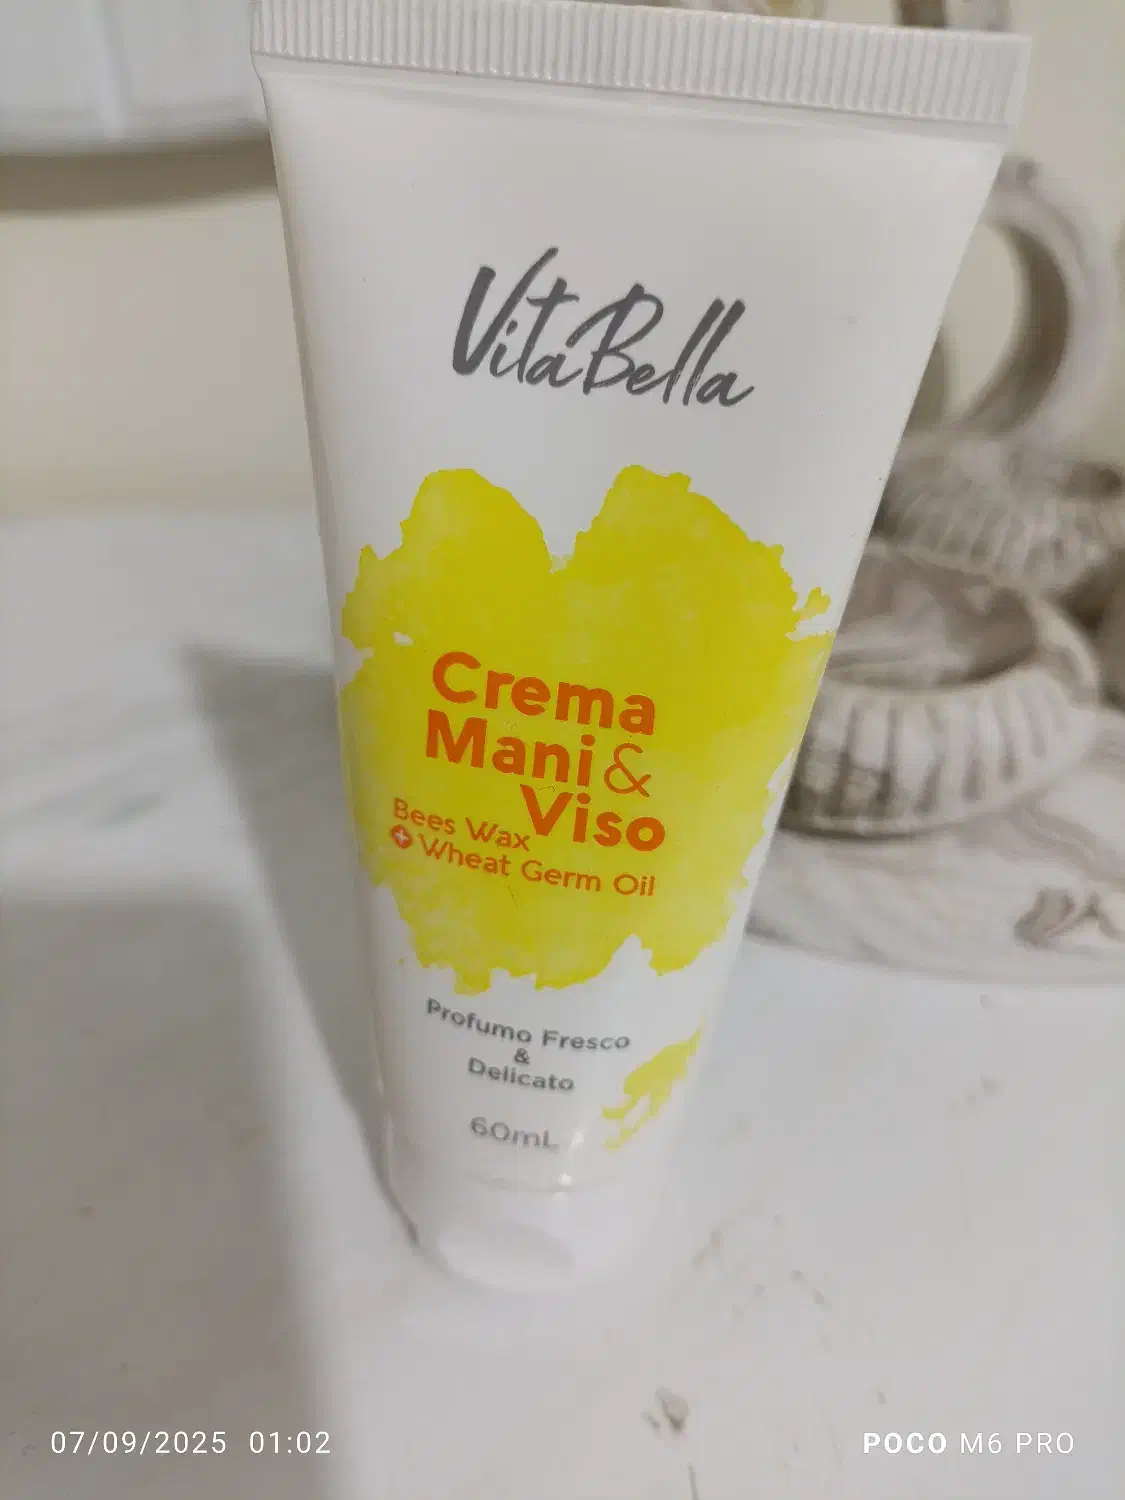 VitaBella
Crema
Mani &
Viso
Bees Wax
+ Wheat Germ Oil
Profumo Fresco
&
Delicato
60mL
07/09/2025 01:02
POCO M6 PRO